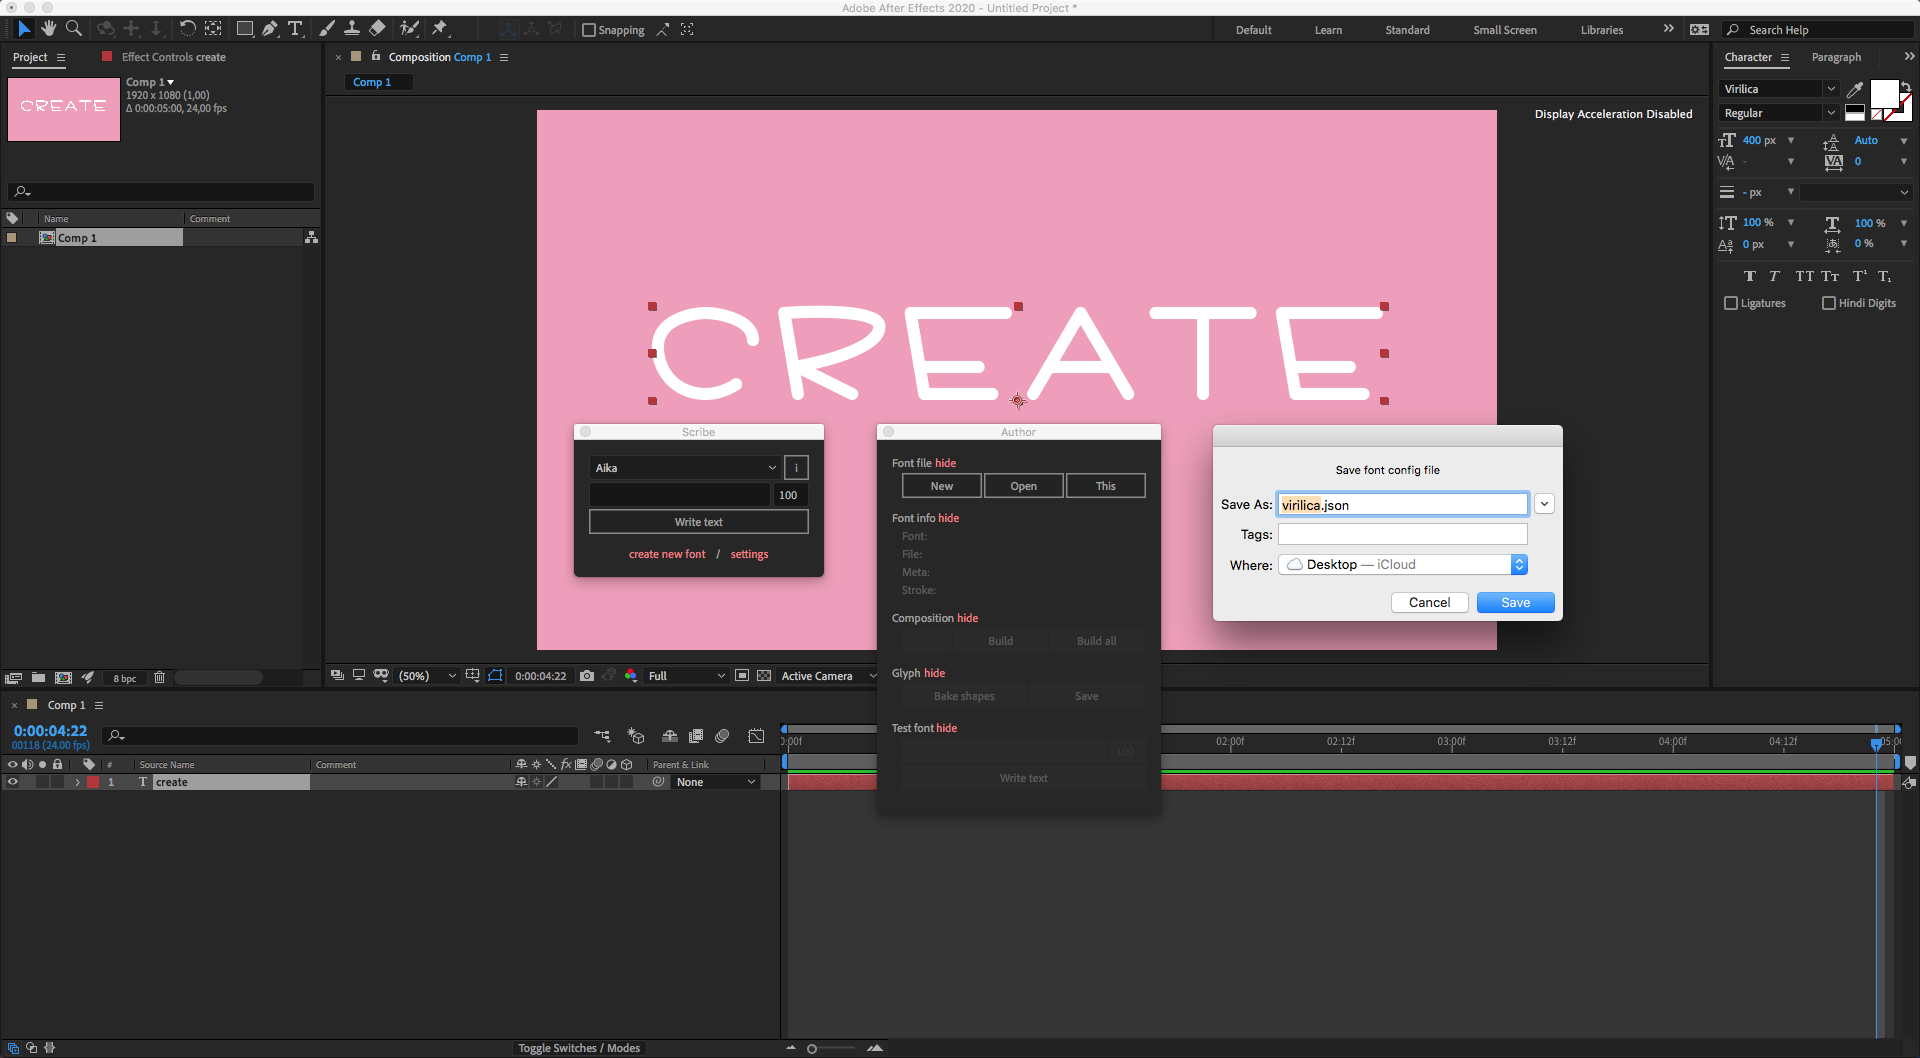 Adobe After Effects 2020 - Untitled Project *
Snapping
Default
Learn
Standard
Small Screen
Libraries
Search Help
Project
Effect Controls create
Comp 1
1920 x 1080 (1,00)
Δ 0:00:05:00, 24,00 fps
CREATE
Name
Comment
Comp 1
8 bpc
Composition Comp 1
Comp 1
Display Acceleration Disabled
CREATE
Scribe
Aika
i
100
Write text
create new font / settings
Author
Font file hide
New
Open
This
Font info hide
Font:
File:
Meta:
Stroke:
Composition hide
Build
Build all
Glyph hide
Bake shapes
Save
Test font hide
100
Write text
Save font config file
Save As: virilica.json
Tags:
Where: Desktop — iCloud
Cancel
Save
(50%)
0:00:04:22
Full
Active Camera
Character
Paragraph
Virilica
Regular
400 px
Auto
-
0
- px
100 %
100 %
0 px
0 %
T T TT Tт T¹ T₁
Ligatures
Hindi Digits
Comp 1
0:00:04:22
00118 (24.00 fps)
#
Source Name
Comment
fx
Parent & Link
1
T
create
None
0:00f
02:00f
02:12f
03:00f
03:12f
04:00f
04:12f
05:00
Toggle Switches / Modes